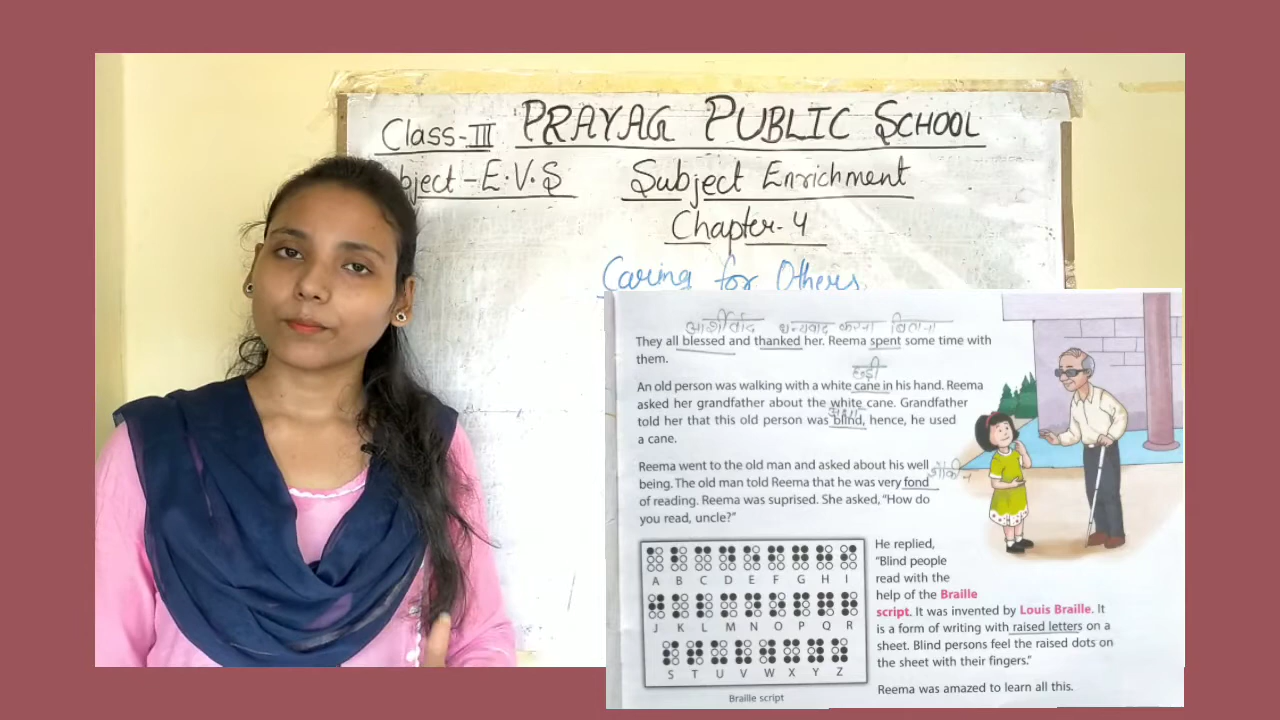 Class-III PRAYAG PUBLIC SCHOOL
bject - E.V.S Subject Enrichment
Chapter-4
Caring for Others
आशीर्वाद धन्यवाद करना बिताना
They all blessed and thanked her. Reema spent some time with
them.
छड़ी
An old person was walking with a white cane in his hand. Reema
asked her grandfather about the white cane. Grandfather
अंधा
told her that this old person was blind, hence, he used
a cane.
Reema went to the old man and asked about his well
being. The old man told Reema that he was very fond
of reading. Reema was suprised. She asked, "How do
you read, uncle?"
A B C D E F G H I
J K L M N O P Q R
S T U V W X Y Z
Braille script
He replied,
"Blind people
read with the
help of the Braille
script. It was invented by Louis Braille. It
is a form of writing with raised letters on a
sheet. Blind persons feel the raised dots on
the sheet with their fingers."
Reema was amazed to learn all this.